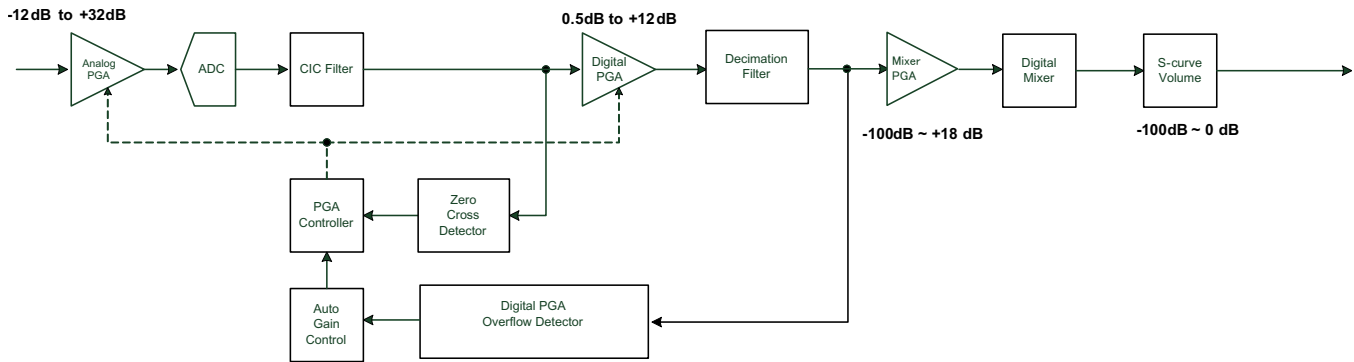 -12dB to +32dB
0.5dB to +12dB
Analog
PGA
ADC
CIC Filter
Digital
PGA
Decimation
Filter
Mixer
PGA
Digital
Mixer
S-curve
Volume
-100dB ~ +18 dB
-100dB ~ 0 dB
PGA
Controller
Zero
Cross
Detector
Auto
Gain
Control
Digital PGA
Overflow Detector